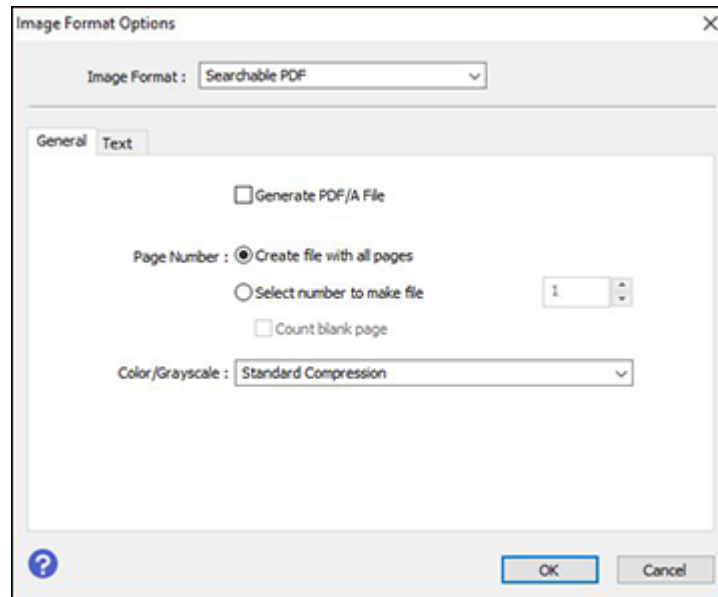 Image Format Options
Image Format : Searchable PDF
General Text
Generate PDF/A File
Page Number : Create file with all pages
Select number to make file 1
Count blank page
Color/Grayscale : Standard Compression
?
OK Cancel